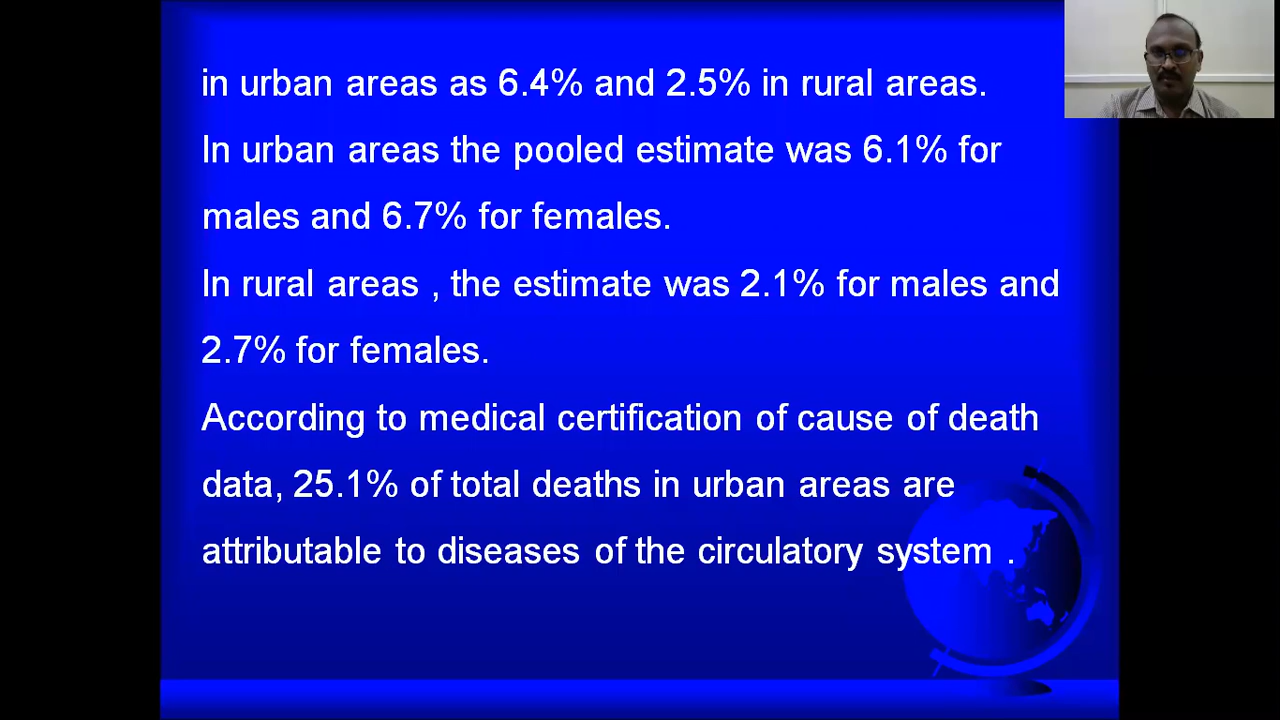 in urban areas as 6.4% and 2.5% in rural areas.
In urban areas the pooled estimate was 6.1% for
males and 6.7% for females.
In rural areas , the estimate was 2.1% for males and
2.7% for females.
According to medical certification of cause of death
data, 25.1% of total deaths in urban areas are
attributable to diseases of the circulatory system .